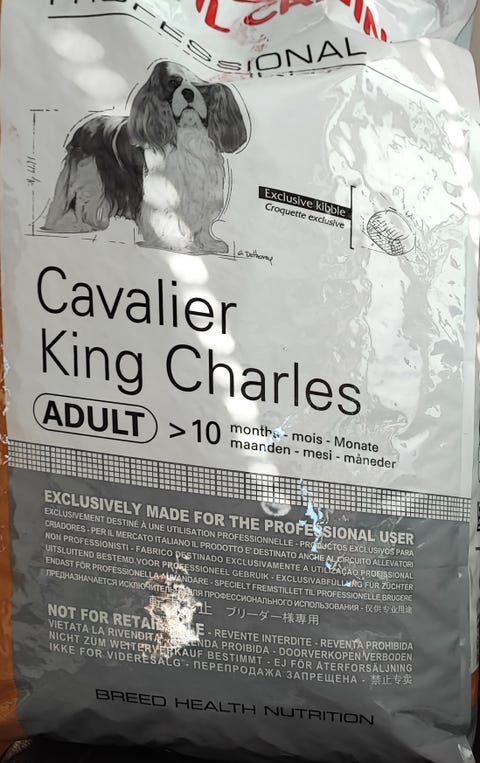 PROFESSIONAL
Exclusive kibble
Croquette exclusive
Cavalier
King Charles
ADULT >10 months - mois - Monate
maanden - mesi - måneder
EXCLUSIVELY MADE FOR THE PROFESSIONAL USER
EXCLUSIVEMENT DESTINÉ À UNE UTILISATION PROFESSIONNELLE - PRODUCTOS EXCLUSIVOS PARA
CRIADORES - PER IL MERCATO ITALIANO IL PRODOTTO E' DESTINATO ANCHE AL CIRCUITO ALLEVATORI
NON PROFESSIONISTI - FABRICO DESTINADO EXCLUSIVAMENTE A UTILIZAÇÃO PROFISSIONAL
UITSLUITEND BESTEMD VOOR PROFESSIONEEL GEBRUIK - EXCLUSIVABFÜLLUNG FÜR ZÜCHTER
ENDAST FÖR PROFESSIONELLA ANVÄNDARE - SPECIELT FREMSTILLET TIL PROFESSIONELLE BRUGERE
ПРЕДНАЗНАЧАЕТСЯ ИСКЛЮЧИТЕЛЬНО ДЛЯ ПРОФЕССИОНАЛЬНОГО ИСПОЛЬЗОВАНИЯ - 仅供专业用途
止 ブリーダー様専用
NOT FOR RETAIL - REVENTE INTERDITE - REVENTA PROHIBIDA
VIETATA LA RIVENDITA PROIBIDA - DOORVERKOPEN VERBODEN
NICHT ZUM WEITERVERKAUF BESTIMMT - EJ FÖR ÅTERFÖRSÄLJNING
IKKE FOR VIDERESALG - ПЕРЕПРОДАЖА ЗАПРЕЩЕНА - 禁止专卖
BREED HEALTH NUTRITION